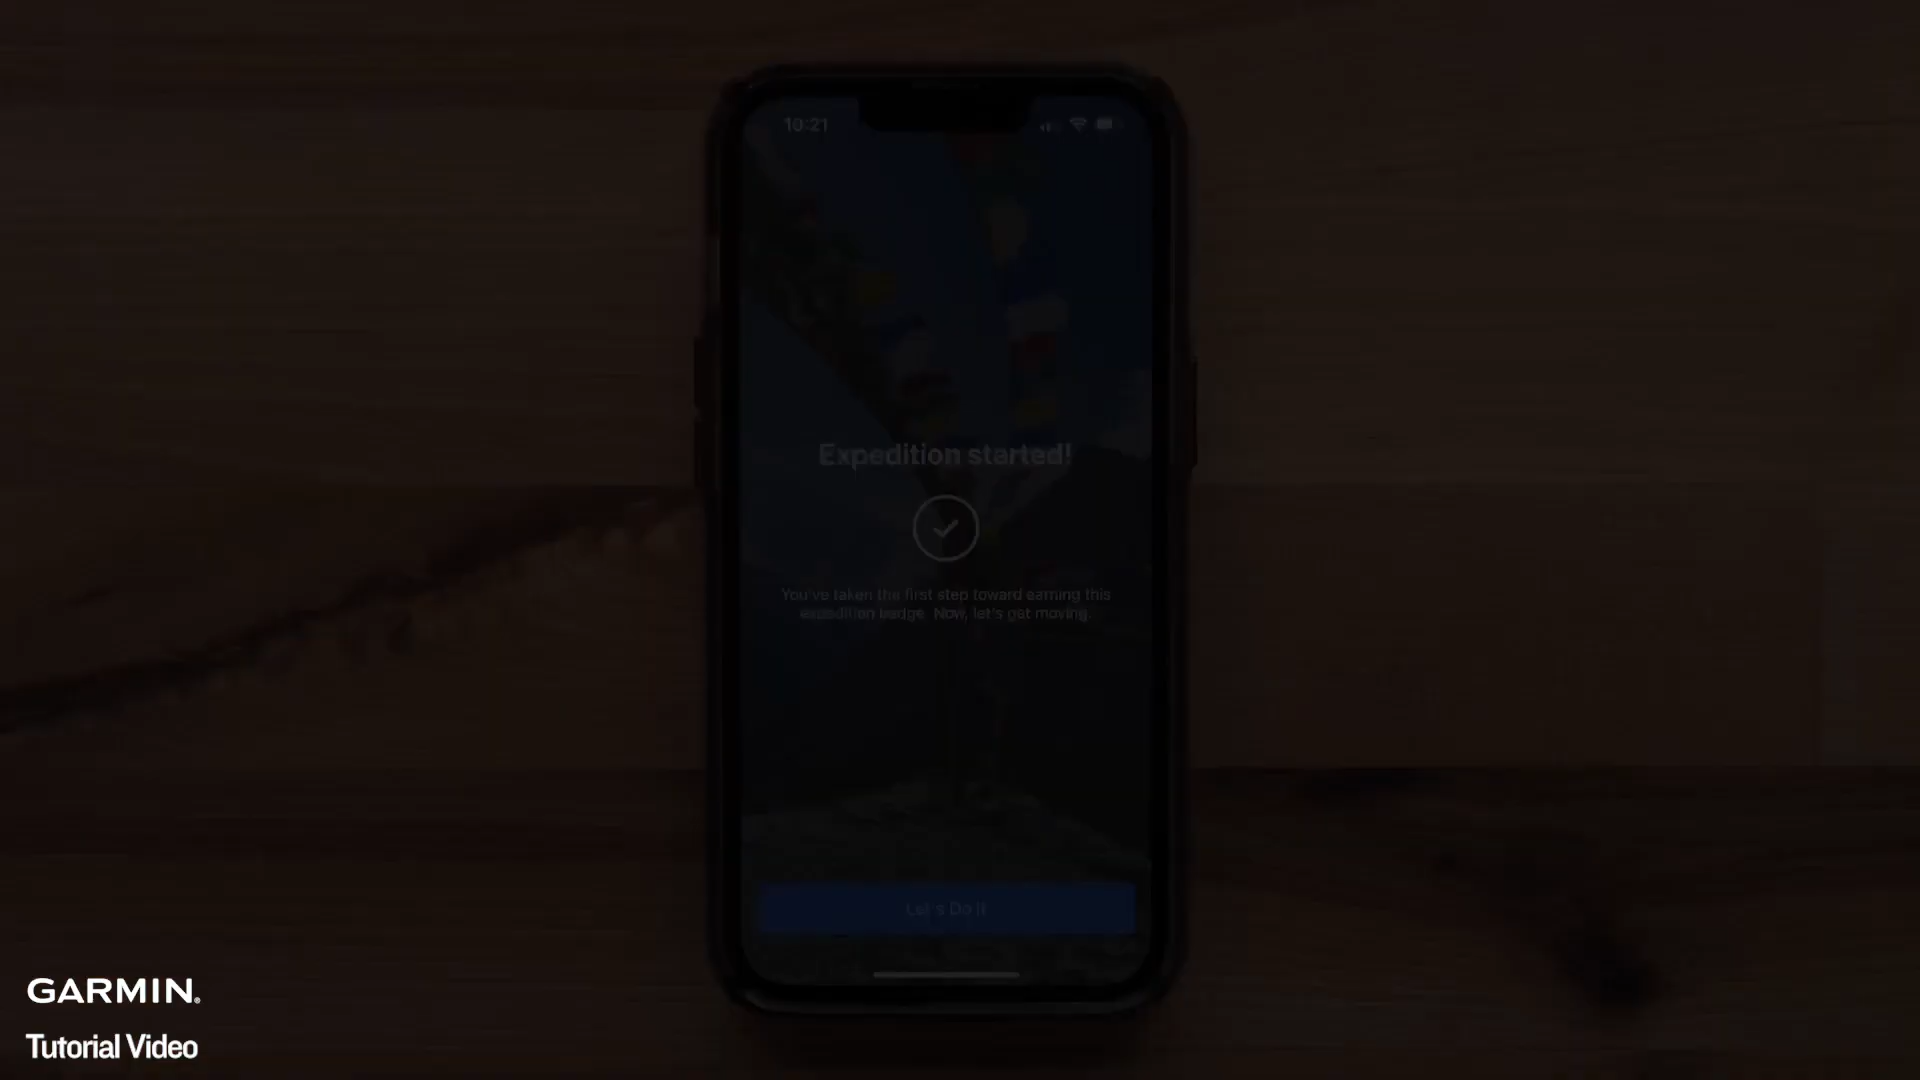 10:21
Expedition started!
You've taken the first step toward earning this
expedition badge. Now, let's get moving.
Let's Do It
GARMIN®
Tutorial Video